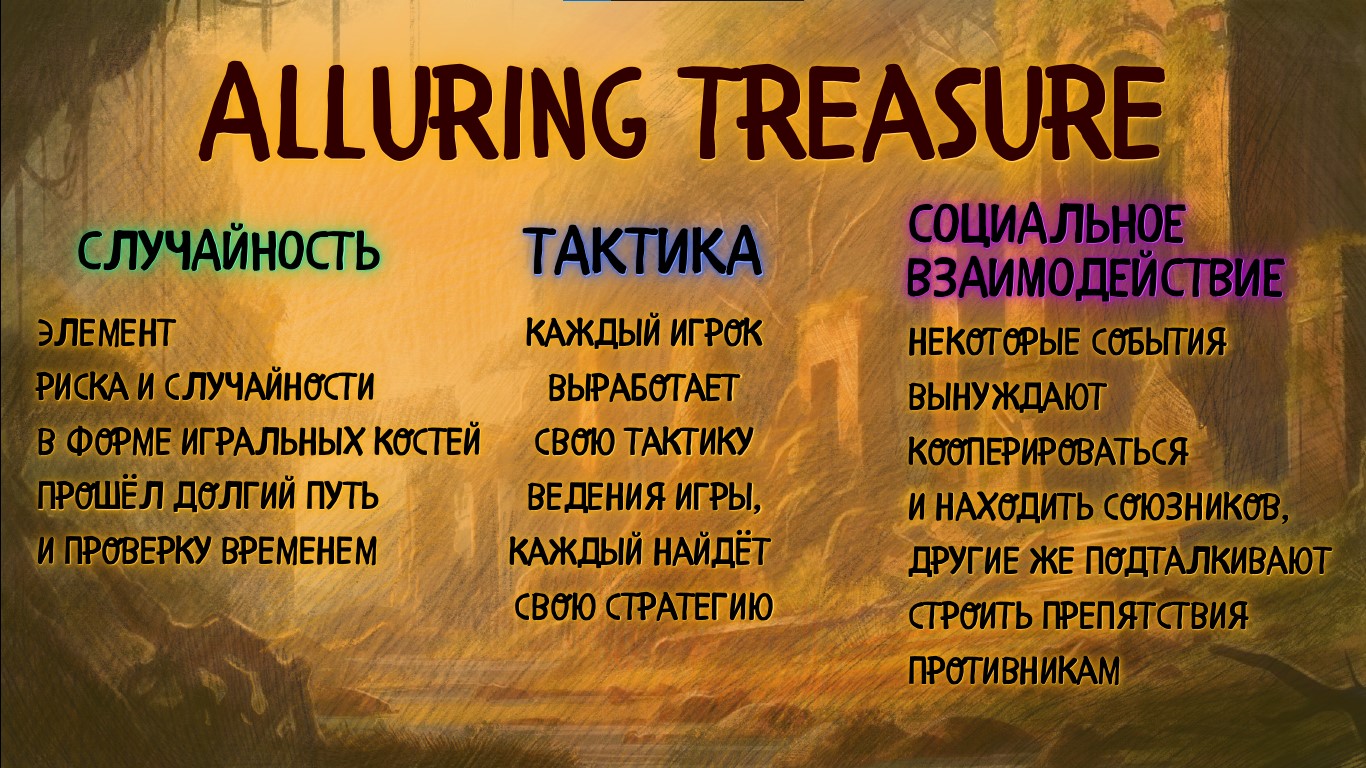 ALLURING TREASURE
СЛУЧАЙНОСТЬ
ЭЛЕМЕНТ
РИСКА И СЛУЧАЙНОСТИ
В ФОРМЕ ИГРАЛЬНЫХ КОСТЕЙ
ПРОШЁЛ ДОЛГИЙ ПУТЬ
И ПРОВЕРКУ ВРЕМЕНЕМ
ТАКТИКА
КАЖДЫЙ ИГРОК
ВЫРАБОТАЕТ
СВОЮ ТАКТИКУ
ВЕДЕНИЯ ИГРЫ,
КАЖДЫЙ НАЙДЁТ
СВОЮ СТРАТЕГИЮ
СОЦИАЛЬНОЕ
ВЗАИМОДЕЙСТВИЕ
НЕКОТОРЫЕ СОБЫТИЯ
ВЫНУЖДАЮТ
КООПЕРИРОВАТЬСЯ
И НАХОДИТЬ СОЮЗНИКОВ,
ДРУГИЕ ЖЕ ПОДТАЛКИВАЮТ
СТРОИТЬ ПРЕПЯТСТВИЯ
ПРОТИВНИКАМ